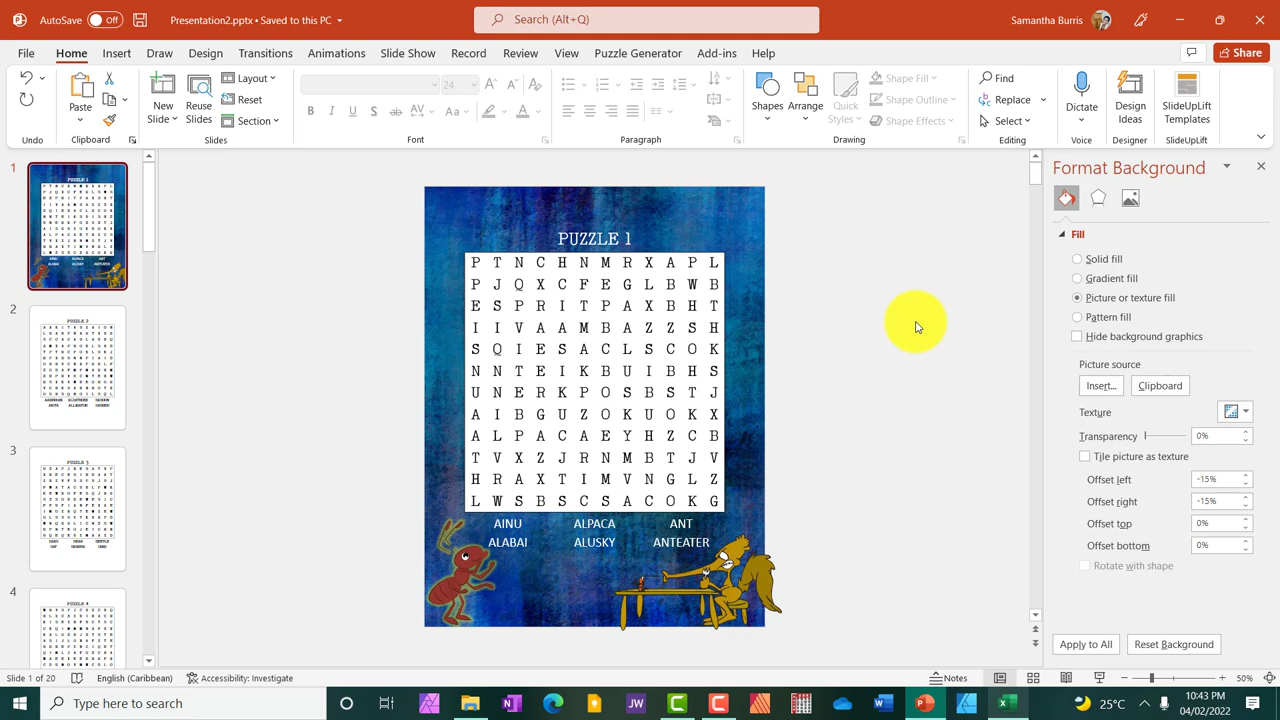 AutoSave Off Presentation2.pptx • Saved to this PC Search (Alt+Q) Samantha Burris
File Home Insert Draw Design Transitions Animations Slide Show Record Review View Puzzle Generator Add-ins Help Share
Paste
New Slide
Reuse Slides
Layout
Reset
Section
24
Shapes
Arrange
Quick Styles
Shape Fill
Shape Outline
Shape Effects
Find
Replace
Select
Dictate
Design Ideas
SlideUpLift Templates
Undo Clipboard Slides Font Paragraph Drawing Editing Voice Designer SlideUpLift
1
2
3
4
PUZZLE 1
P T N C H N M R X A P L
P J Q X C F E G L B W B
E S P R I T P A X B H T
I I V A A M B A Z Z S H
S Q I E S A C L S C O K
N N T E I K B U I B H S
U N E R K P O S B S T J
A I B G U Z O K U O K X
A L P A C A E Y H Z C B
T V X Z J R N M B T J V
H R A X T I M V N G L Z
L W S B S C S A C O K G
AINU ALPACA ANT
ALABAI ALUSKY ANTEATER
Format Background
Fill
Solid fill
Gradient fill
Picture or texture fill
Pattern fill
Hide background graphics
Picture source
Insert... Clipboard
Texture
Transparency 0%
Tile picture as texture
Offset left -15%
Offset right -15%
Offset top 0%
Offset bottom 0%
Rotate with shape
Apply to All Reset Background
Slide 1 of 20 English (Caribbean) Accessibility: Investigate Notes 50%
Type here to search 25°C 10:43 PM
04/02/2022